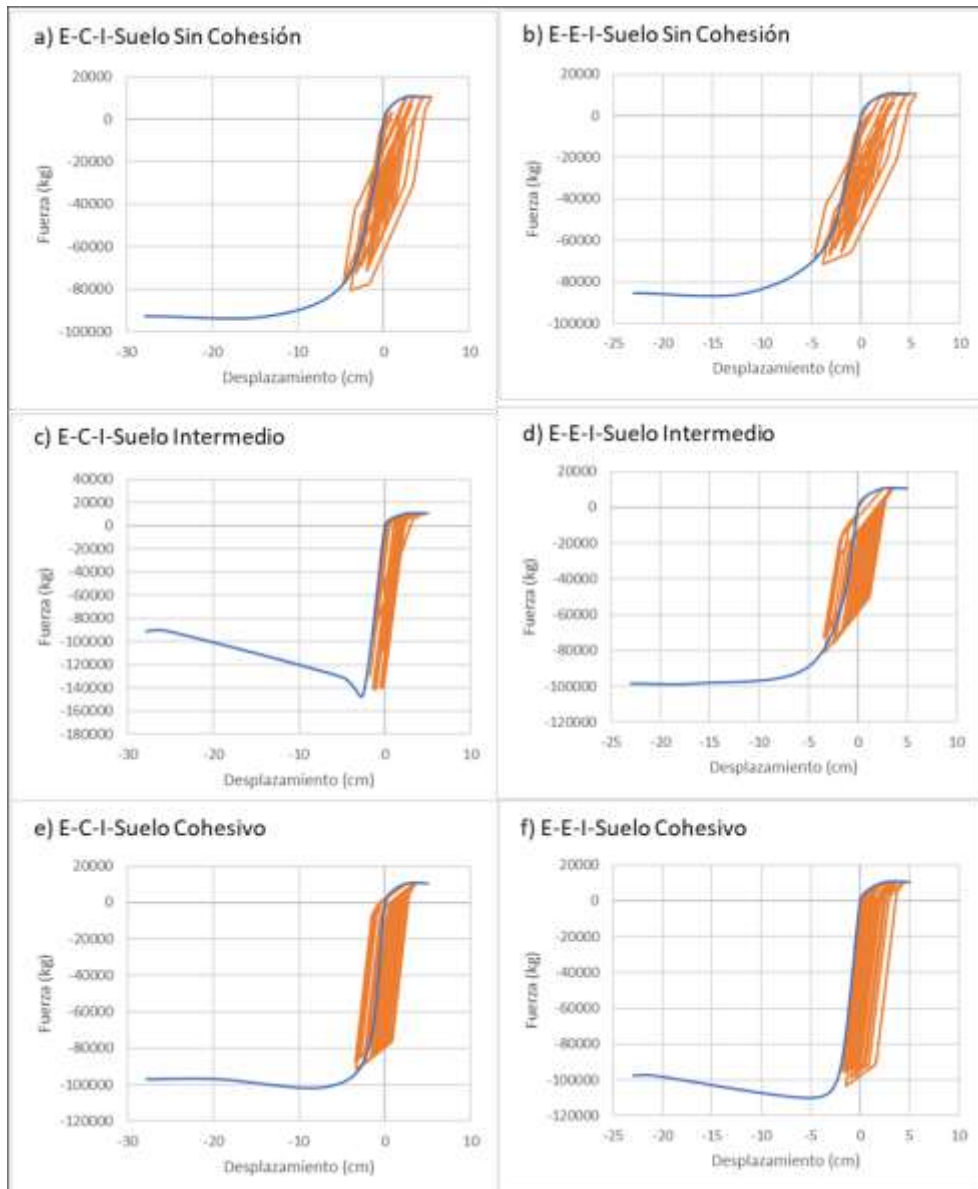 a) E-C-I-Suelo Sin Cohesión
20000
0
-20000
-40000
-60000
-80000
-100000
Fuerza (kg)
-30 -20 -10 0 10
Desplazamiento (cm)
b) E-E-I-Suelo Sin Cohesión
20000
0
-20000
-40000
-60000
-80000
-100000
Fuerza (kg)
-25 -20 -15 -10 -5 0 5 10
Desplazamiento (cm)
c) E-C-I-Suelo Intermedio
40000
20000
0
-20000
-40000
-60000
-80000
-100000
-120000
-140000
-160000
-180000
Fuerza (kg)
-30 -20 -10 0 10
Desplazamiento (cm)
d) E-E-I-Suelo Intermedio
20000
0
-20000
-40000
-60000
-80000
-100000
-120000
Fuerza (kg)
-25 -20 -15 -10 -5 0 5 10
Desplazamiento (cm)
e) E-C-I-Suelo Cohesivo
20000
0
-20000
-40000
-60000
-80000
-100000
-120000
Fuerza (kg)
-30 -20 -10 0 10
Desplazamiento (cm)
f) E-E-I-Suelo Cohesivo
20000
0
-20000
-40000
-60000
-80000
-100000
-120000
Fuerza (kg)
-25 -20 -15 -10 -5 0 5 10
Desplazamiento (cm)